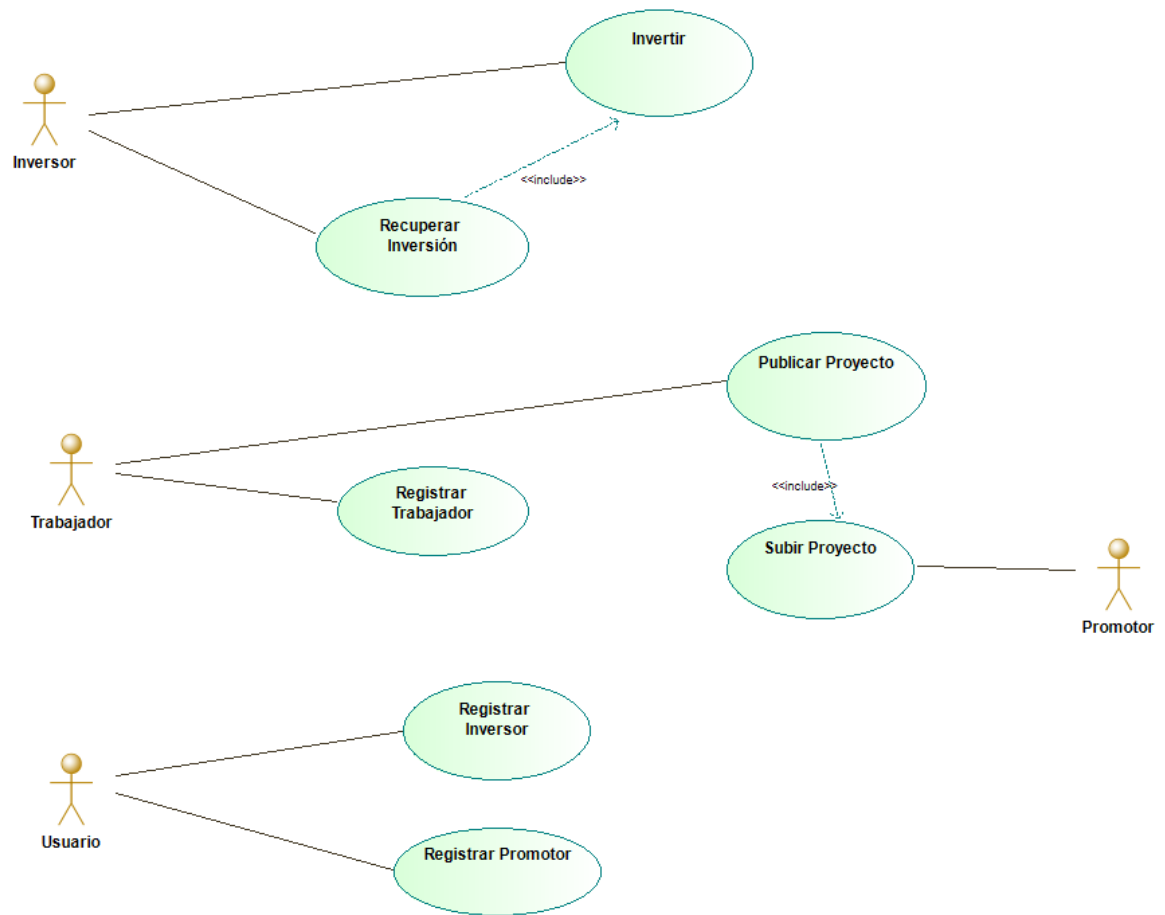 Invertir
Inversor
<<include>>
Recuperar
Inversión
Publicar Proyecto
Trabajador
Registrar
Trabajador
<<include>>
Subir Proyecto
Promotor
Registrar
Inversor
Usuario
Registrar Promotor